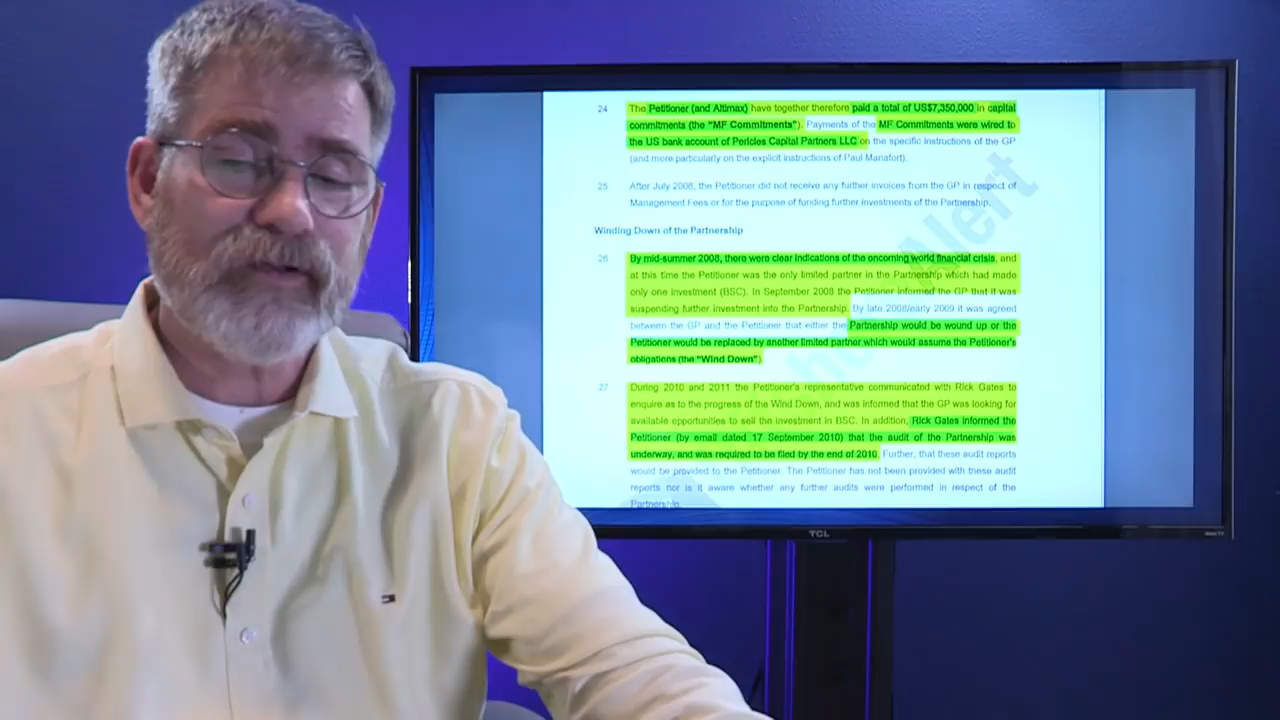 24 The Petitioner (and Altimax) have together therefore paid a total of US$7,350,000 in capital
commitments (the "MF Commitments"). Payments of the MF Commitments were wired to
the US bank account of Pericles Capital Partners LLC on the specific instructions of the GP
(and more particularly on the explicit instructions of Paul Manafort).
25 After July 2008, the Petitioner did not receive any further invoices from the GP in respect of
Management Fees or for the purpose of funding further investments of the Partnership.
Winding Down of the Partnership
26 By mid-summer 2008, there were clear indications of the oncoming world financial crisis, and
at this time the Petitioner was the only limited partner in the Partnership which had made
only one investment (BSC). In September 2008 the Petitioner informed the GP that it was
suspending further investment into the Partnership. By late 2008/early 2009 it was agreed
between the GP and the Petitioner that either the Partnership would be wound up or the
Petitioner would be replaced by another limited partner which would assume the Petitioner's
obligations (the "Wind Down").
27 During 2010 and 2011 the Petitioner's representative communicated with Rick Gates to
enquire as to the progress of the Wind Down, and was informed that the GP was looking for
available opportunities to sell the investment in BSC. In addition, Rick Gates informed the
Petitioner (by email dated 17 September 2010) that the audit of the Partnership was
underway, and was required to be filed by the end of 2010. Further, that these audit reports
would be provided to the Petitioner. The Petitioner has not been provided with these audit
reports nor is it aware whether any further audits were performed in respect of the
Partnership.
Alert
TCL